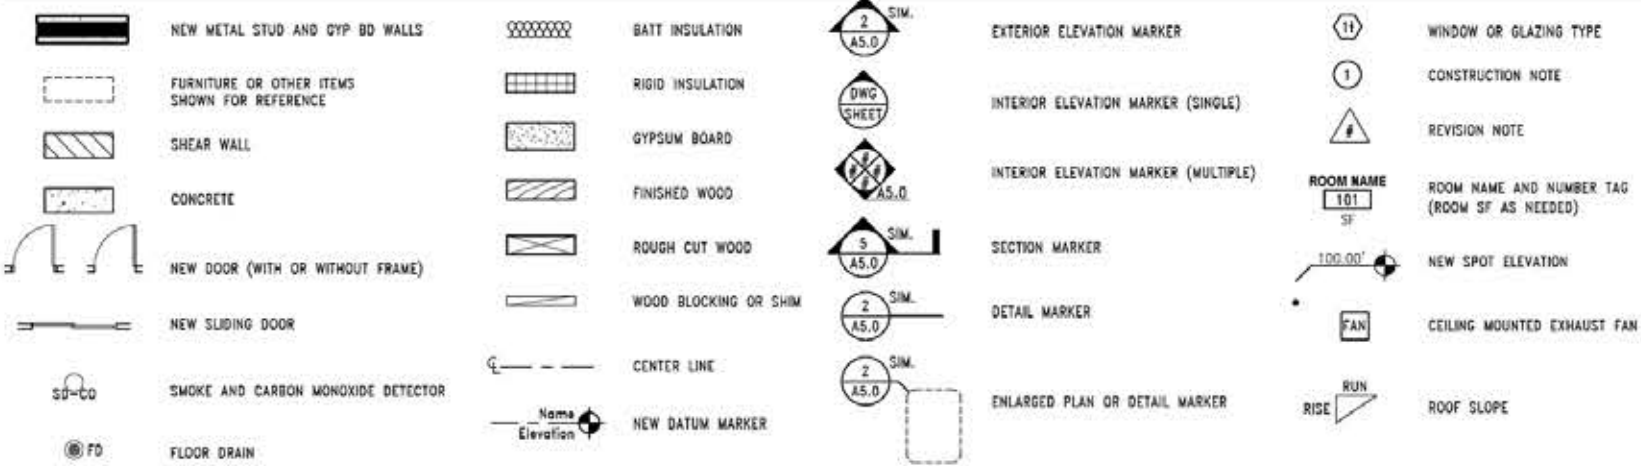 NEW METAL STUD AND GYP BD WALLS
FURNITURE OR OTHER ITEMS
SHOWN FOR REFERENCE
SHEAR WALL
CONCRETE
NEW DOOR (WITH OR WITHOUT FRAME)
NEW SLIDING DOOR
SD-CO
SMOKE AND CARBON MONOXIDE DETECTOR
FD
FLOOR DRAIN
BATT INSULATION
RIGID INSULATION
GYPSUM BOARD
FINISHED WOOD
ROUGH CUT WOOD
WOOD BLOCKING OR SHIM
CENTER LINE
Name
Elevation
NEW DATUM MARKER
2
SIM.
A5.0
EXTERIOR ELEVATION MARKER
DWG
SHEET
INTERIOR ELEVATION MARKER (SINGLE)
# # # #
A5.0
INTERIOR ELEVATION MARKER (MULTIPLE)
5
SIM.
A5.0
SECTION MARKER
2
SIM.
A5.0
DETAIL MARKER
2
SIM.
A5.0
ENLARGED PLAN OR DETAIL MARKER
WINDOW OR GLAZING TYPE
1
CONSTRUCTION NOTE
#
REVISION NOTE
ROOM NAME
101
SF
ROOM NAME AND NUMBER TAG
(ROOM SF AS NEEDED)
100.00'
NEW SPOT ELEVATION
FAN
CEILING MOUNTED EXHAUST FAN
RUN
RISE
ROOF SLOPE